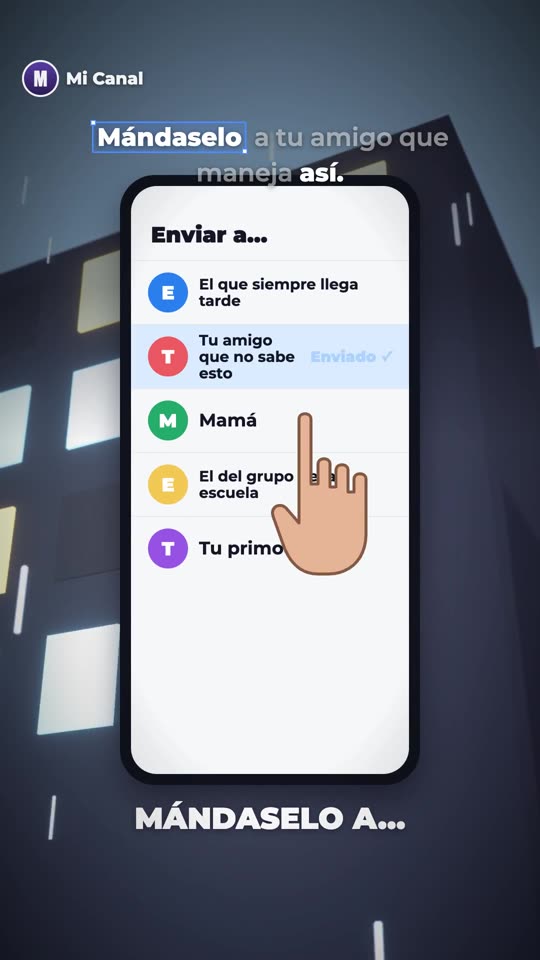 M Mi Canal
Mándaselo a tu amigo que
maneja así.
Enviar a...
E
El que siempre llega
tarde
T
Tu amigo
que no sabe
esto
Enviado ✓
M
Mamá
E
El del grupo
escuela
T
Tu primo
MÁNDASELO A...